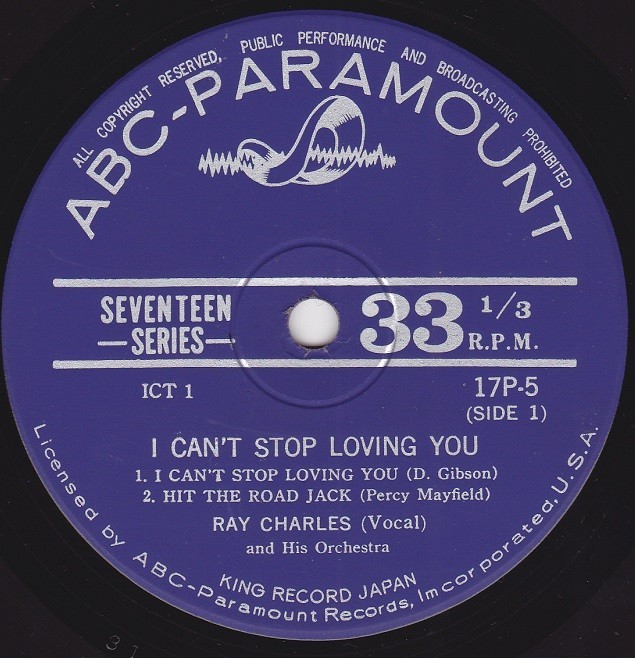 ALL COPYRIGHT RESERVED, PUBLIC PERFORMANCE AND BROADCASTING PROHIBITED
ABC-PARAMOUNT
SEVENTEEN
—SERIES—
33 1/3
R.P.M.
ICT 1
17P-5
(SIDE 1)
I CAN'T STOP LOVING YOU
1. I CAN'T STOP LOVING YOU (D. Gibson)
2. HIT THE ROAD JACK (Percy Mayfield)
RAY CHARLES (Vocal)
and His Orchestra
KING RECORD JAPAN
Licensed by ABC-Paramount Records, Imcorporated, U.S.A.